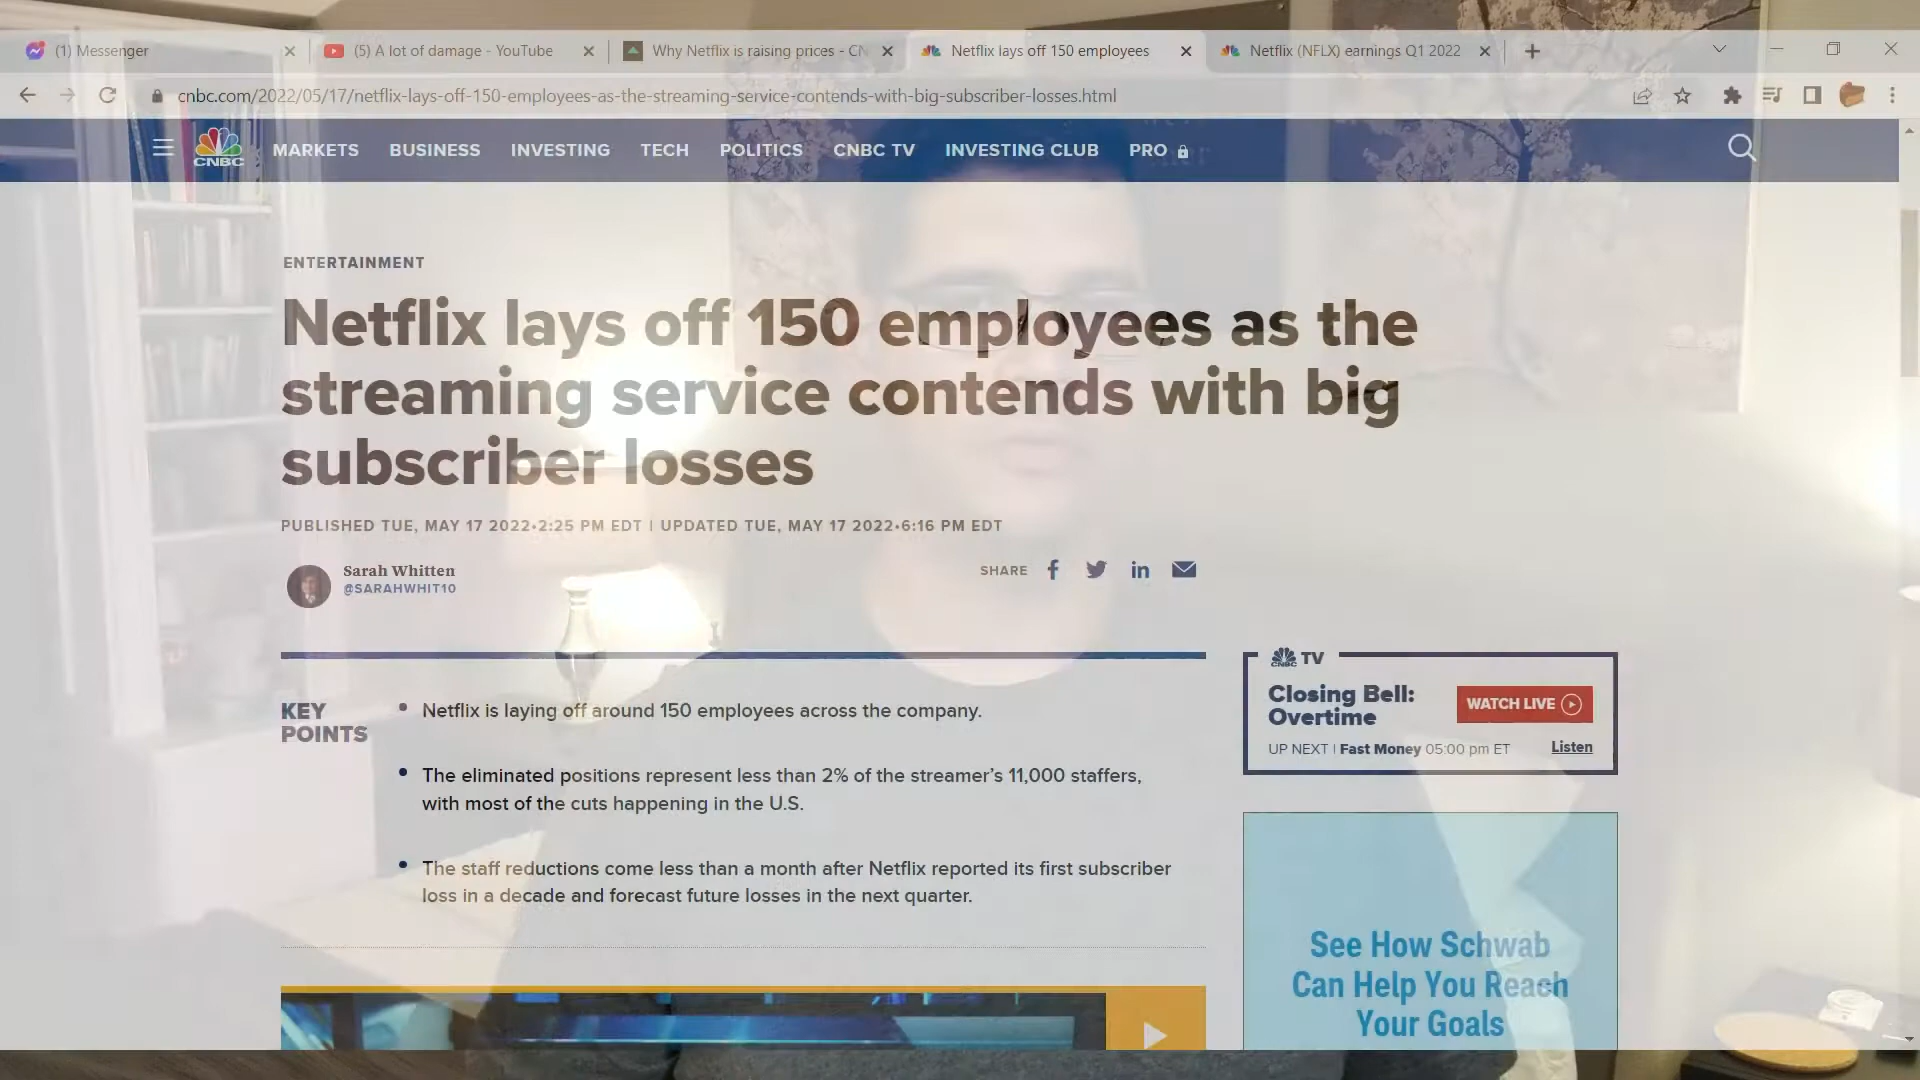 (1) Messenger
(5) A lot of damage - YouTube
Why Netflix is raising prices - CN
Netflix lays off 150 employees
Netflix (NFLX) earnings Q1 2022
cnbc.com/2022/05/17/netflix-lays-off-150-employees-as-the-streaming-service-contends-with-big-subscriber-losses.html
CNBC
MARKETS BUSINESS INVESTING TECH POLITICS CNBC TV INVESTING CLUB PRO
ENTERTAINMENT
Netflix lays off 150 employees as the
streaming service contends with big
subscriber losses
PUBLISHED TUE, MAY 17 2022•2:25 PM EDT | UPDATED TUE, MAY 17 2022•6:16 PM EDT
Sarah Whitten
@SARAHWHIT10
SHARE
KEY
POINTS
• Netflix is laying off around 150 employees across the company.
• The eliminated positions represent less than 2% of the streamer's 11,000 staffers,
with most of the cuts happening in the U.S.
• The staff reductions come less than a month after Netflix reported its first subscriber
loss in a decade and forecast future losses in the next quarter.
CNBC TV
Closing Bell:
Overtime
WATCH LIVE
UP NEXT | Fast Money 05:00 pm ET
Listen
See How Schwab
Can Help You Reach
Your Goals